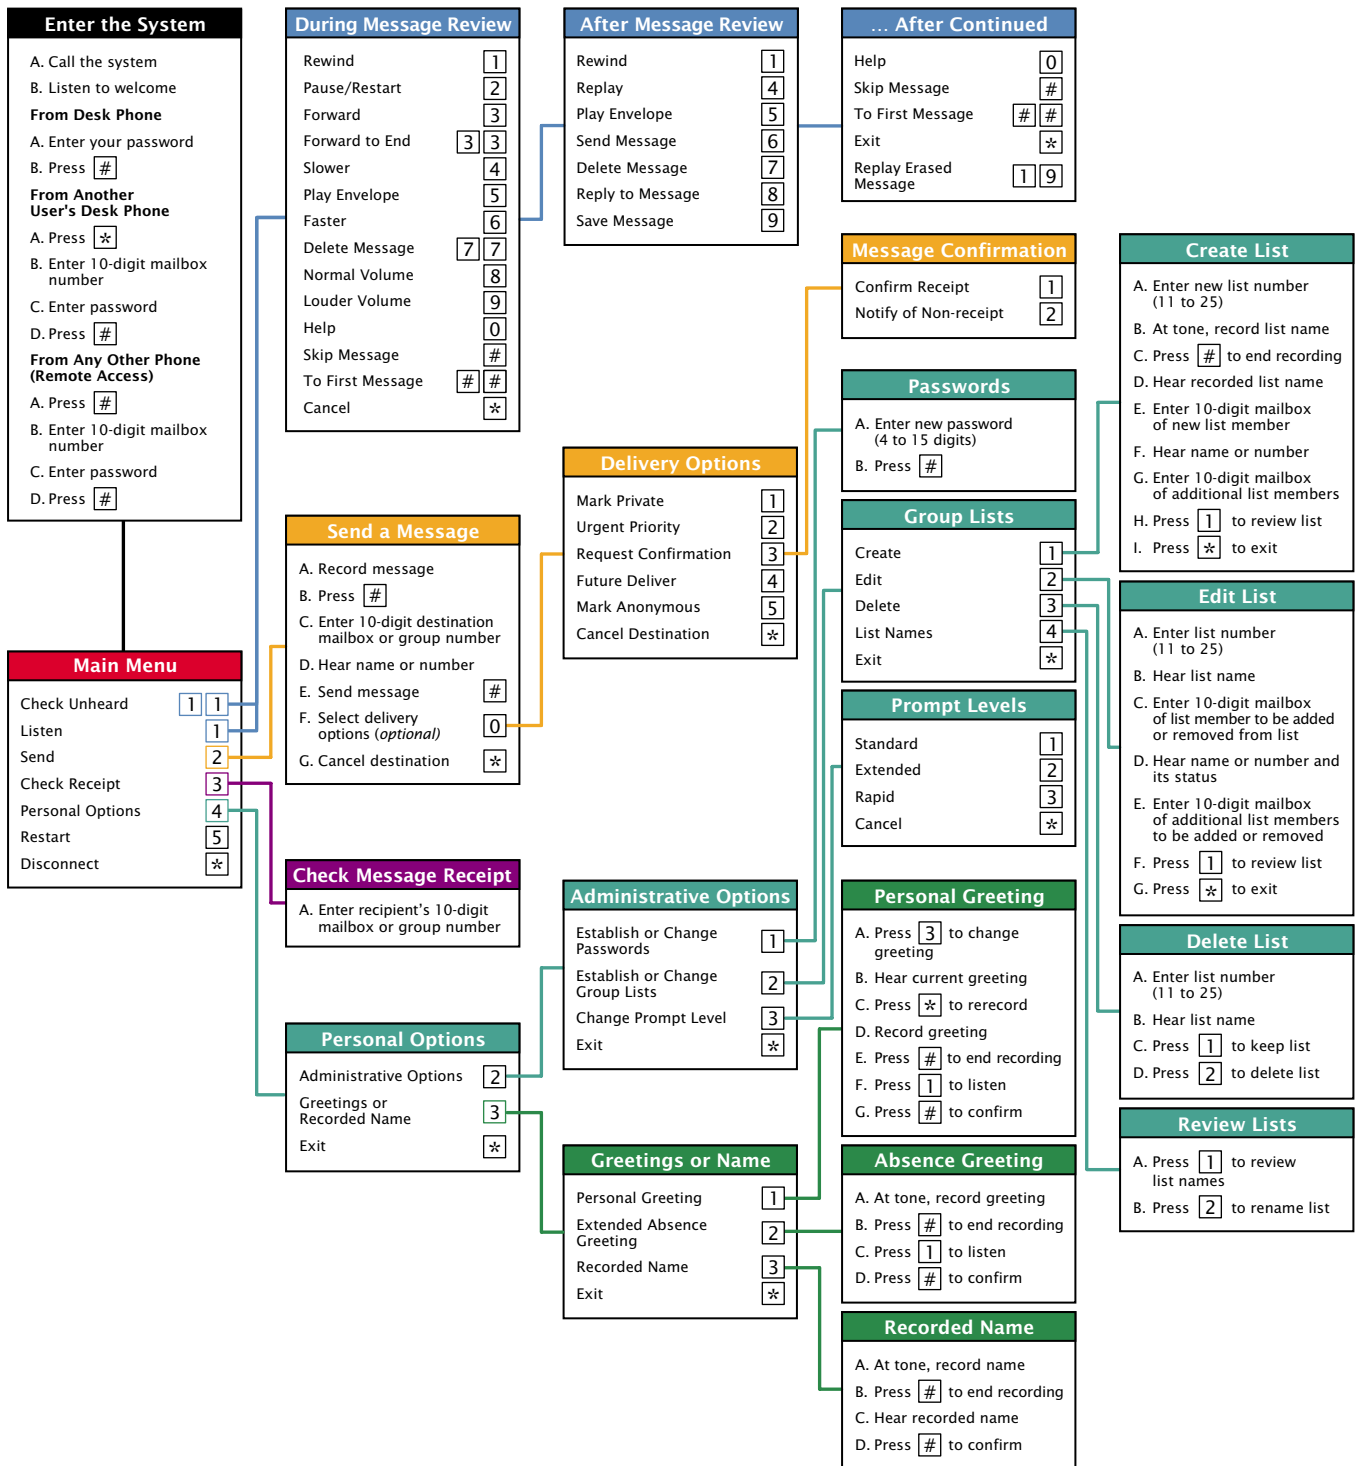 Enter the System
A. Call the system
B. Listen to welcome
From Desk Phone
A. Enter your password
B. Press #
From Another
User's Desk Phone
A. Press *
B. Enter 10-digit mailbox
number
C. Enter password
D. Press #
From Any Other Phone
(Remote Access)
A. Press #
B. Enter 10-digit mailbox
number
C. Enter password
D. Press #
Main Menu
Check Unheard 1 1
Listen 1
Send 2
Check Receipt 3
Personal Options 4
Restart 5
Disconnect *
During Message Review
Rewind 1
Pause/Restart 2
Forward 3
Forward to End 3 3
Slower 4
Play Envelope 5
Faster 6
Delete Message 7 7
Normal Volume 8
Louder Volume 9
Help 0
Skip Message #
To First Message # #
Cancel *
Send a Message
A. Record message
B. Press #
C. Enter 10-digit destination
mailbox or group number
D. Hear name or number
E. Send message #
F. Select delivery
options (optional) 0
G. Cancel destination *
Check Message Receipt
A. Enter recipient's 10-digit
mailbox or group number
Personal Options
Administrative Options 2
Greetings or
Recorded Name 3
Exit *
After Message Review
Rewind 1
Replay 4
Play Envelope 5
Send Message 6
Delete Message 7
Reply to Message 8
Save Message 9
Delivery Options
Mark Private 1
Urgent Priority 2
Request Confirmation 3
Future Deliver 4
Mark Anonymous 5
Cancel Destination *
Administrative Options
Establish or Change
Passwords 1
Establish or Change
Group Lists 2
Change Prompt Level 3
Exit *
Greetings or Name
Personal Greeting 1
Extended Absence
Greeting 2
Recorded Name 3
Exit *
... After Continued
Help 0
Skip Message #
To First Message # #
Exit *
Replay Erased
Message 1 9
Message Confirmation
Confirm Receipt 1
Notify of Non-receipt 2
Passwords
A. Enter new password
(4 to 15 digits)
B. Press #
Group Lists
Create 1
Edit 2
Delete 3
List Names 4
Exit *
Prompt Levels
Standard 1
Extended 2
Rapid 3
Cancel *
Personal Greeting
A. Press 3 to change
greeting
B. Hear current greeting
C. Press * to rerecord
D. Record greeting
E. Press # to end recording
F. Press 1 to listen
G. Press # to confirm
Absence Greeting
A. At tone, record greeting
B. Press # to end recording
C. Press 1 to listen
D. Press # to confirm
Recorded Name
A. At tone, record name
B. Press # to end recording
C. Hear recorded name
D. Press # to confirm
Create List
A. Enter new list number
(11 to 25)
B. At tone, record list name
C. Press # to end recording
D. Hear recorded list name
E. Enter 10-digit mailbox
of new list member
F. Hear name or number
G. Enter 10-digit mailbox
of additional list members
H. Press 1 to review list
I. Press * to exit
Edit List
A. Enter list number
(11 to 25)
B. Hear list name
C. Enter 10-digit mailbox
of list member to be added
or removed from list
D. Hear name or number and
its status
E. Enter 10-digit mailbox
of additional list members
to be added or removed
F. Press 1 to review list
G. Press * to exit
Delete List
A. Enter list number
(11 to 25)
B. Hear list name
C. Press 1 to keep list
D. Press 2 to delete list
Review Lists
A. Press 1 to review
list names
B. Press 2 to rename list